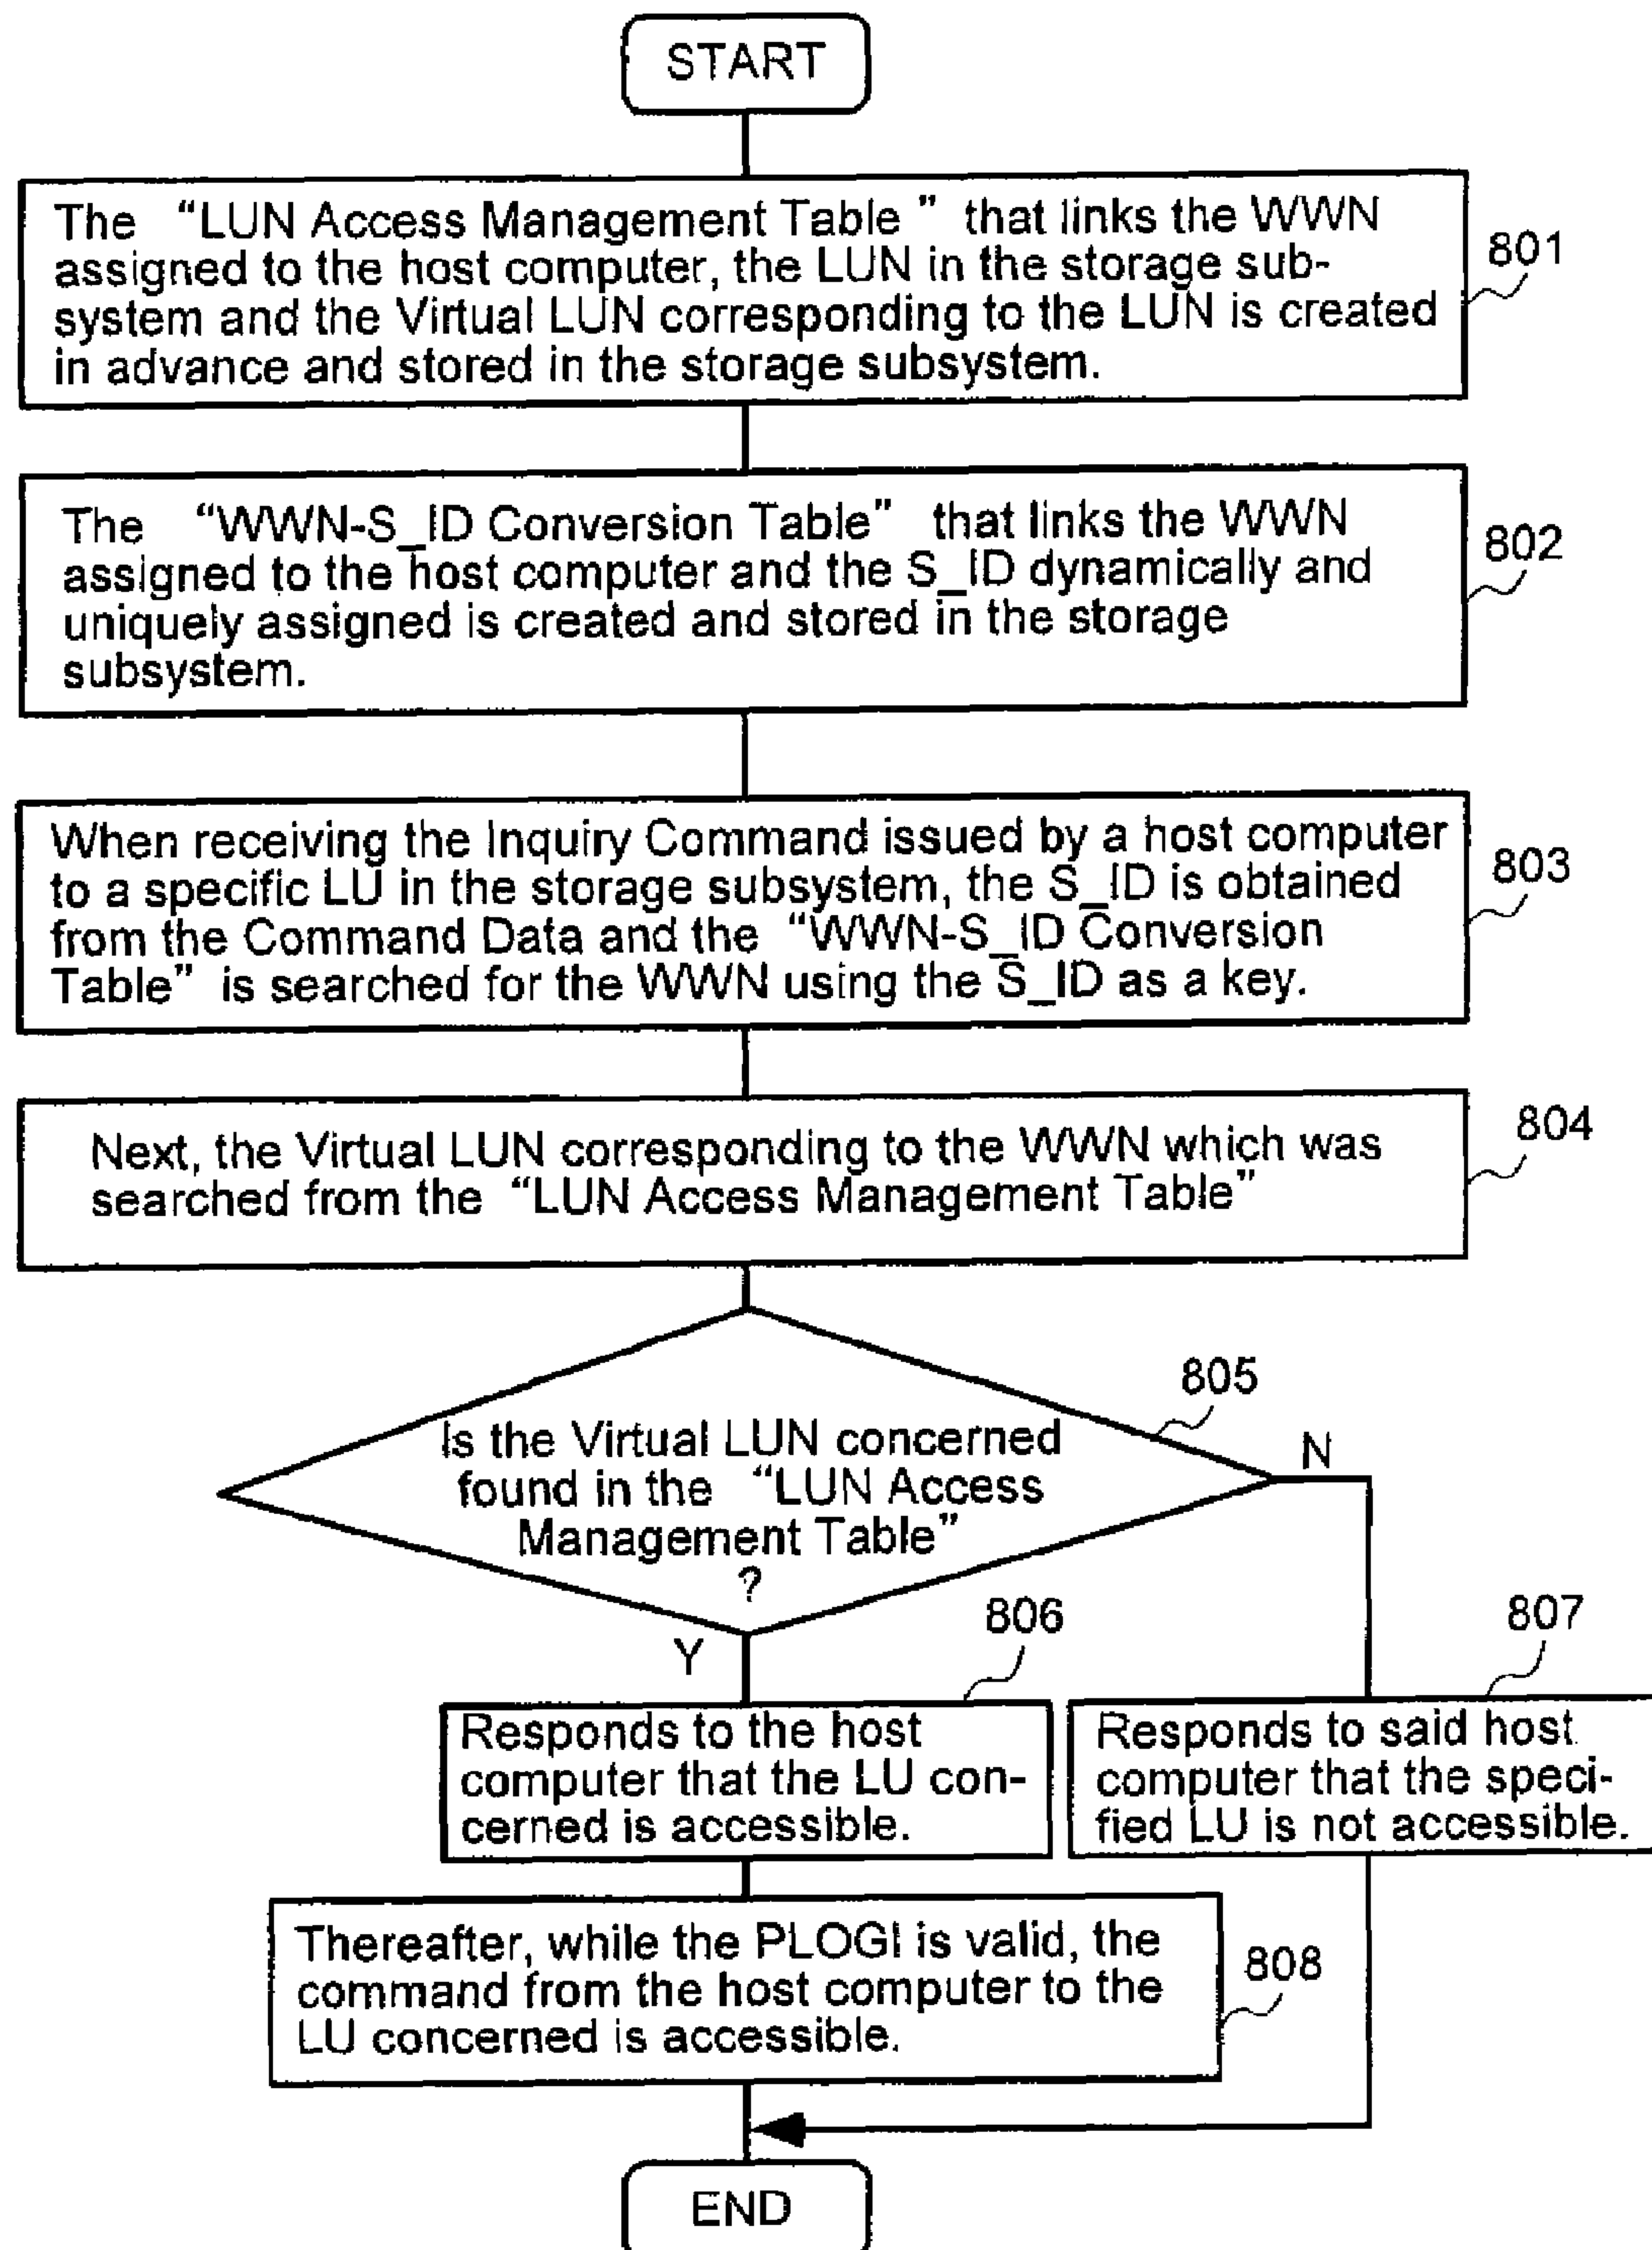 START
The “LUN Access Management Table ” that links the WWN
assigned to the host computer, the LUN in the storage sub-
system and the Virtual LUN corresponding to the LUN is created
in advance and stored in the storage subsystem.
801
The “WWN-S_ID Conversion Table” that links the WWN
assigned to the host computer and the S_ID dynamically and
uniquely assigned is created and stored in the storage
subsystem.
802
When receiving the Inquiry Command issued by a host computer
to a specific LU in the storage subsystem, the S_ID is obtained
from the Command Data and the “WWN-S_ID Conversion
Table” is searched for the WWN using the S_ID as a key.
803
Next, the Virtual LUN corresponding to the WWN which was
searched from the “LUN Access Management Table”
804
Is the Virtual LUN concerned
found in the “LUN Access
Management Table”
?
805
N
Y
806
Responds to the host
computer that the LU con-
cerned is accessible.
807
Responds to said host
computer that the speci-
fied LU is not accessible.
Thereafter, while the PLOGI is valid, the
command from the host computer to the
LU concerned is accessible.
808
END